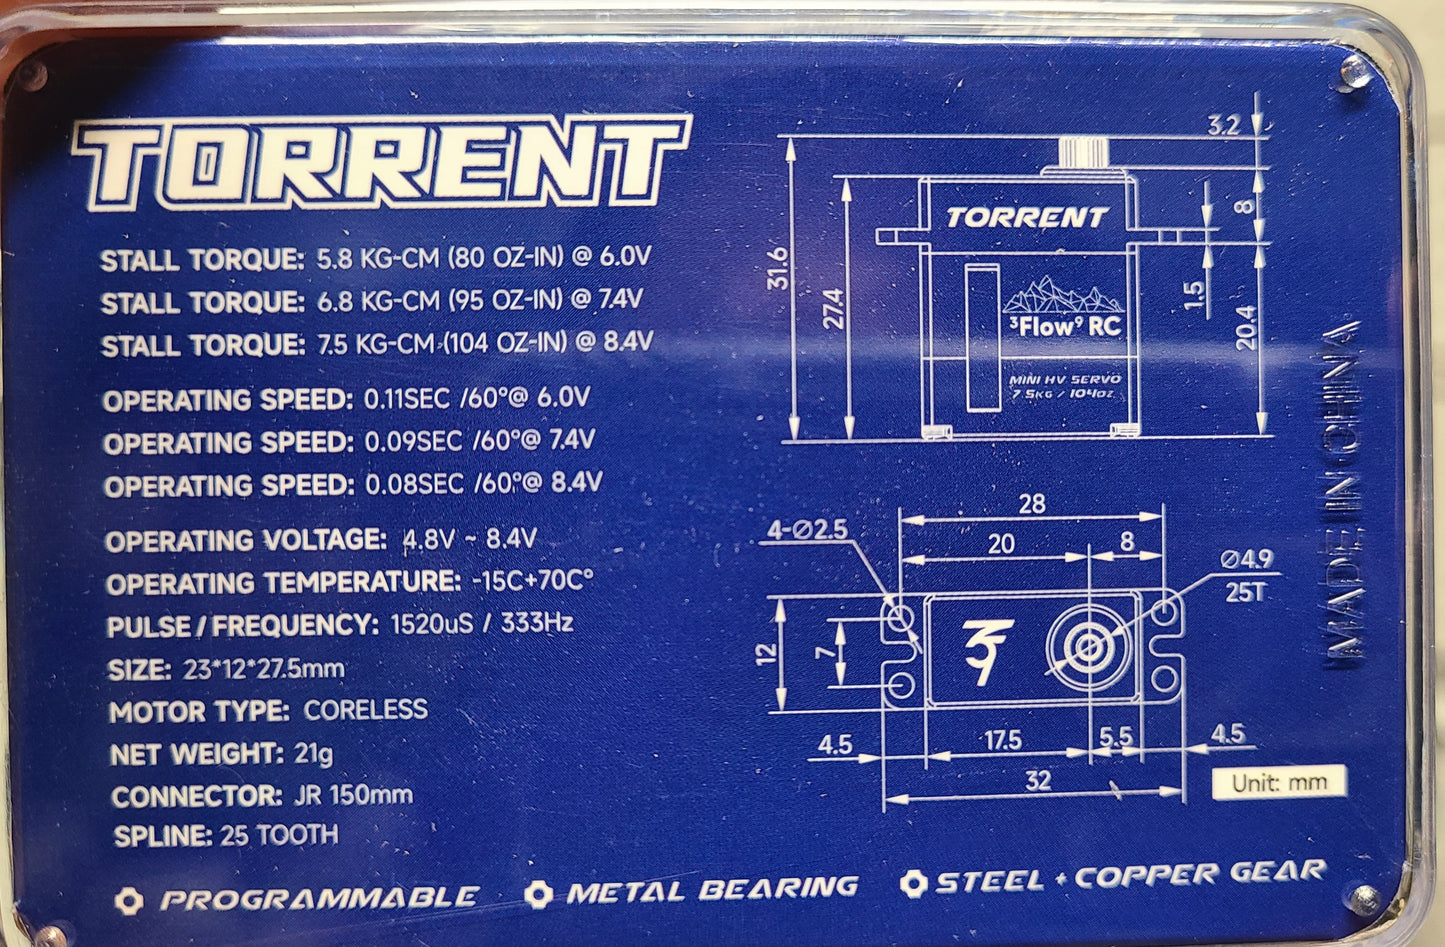 TORRENT
STALL TORQUE: 5.8 KG-CM (80 OZ-IN) @ 6.0V
STALL TORQUE: 6.8 KG-CM (95 OZ-IN) @ 7.4V
STALL TORQUE: 7.5 KG-CM (104 OZ-IN) @ 8.4V
OPERATING SPEED: 0.11SEC /60°@ 6.0V
OPERATING SPEED: 0.09SEC /60°@ 7.4V
OPERATING SPEED: 0.08SEC /60°@ 8.4V
OPERATING VOLTAGE: 4.8V ~ 8.4V
OPERATING TEMPERATURE: -15C+70C°
PULSE / FREQUENCY: 1520uS / 333Hz
SIZE: 23*12*27.5mm
MOTOR TYPE: CORELESS
NET WEIGHT: 21g
CONNECTOR: JR 150mm
SPLINE: 25 TOOTH
PROGRAMMABLE
METAL BEARING
STEEL + COPPER GEAR
3.2
8
31.6
27.4
1.5
20.4
TORRENT
³Flow⁹ RC
MINI HV SERVO
7.5KG / 104OZ
28
4-Ø2.5
20
8
Ø4.9
25T
12
7
4.5
17.5
5.5
4.5
32
Unit: mm
MADE IN CHINA